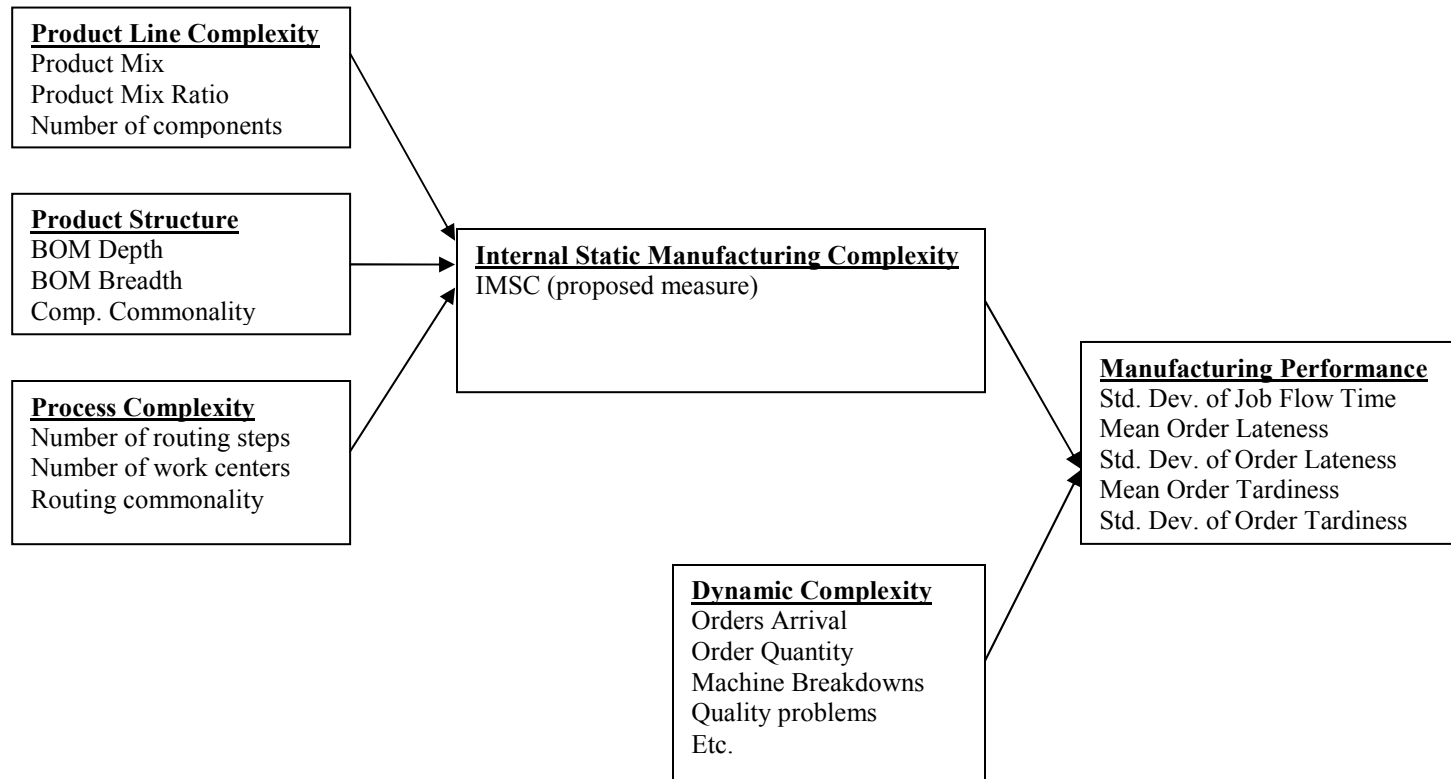 Product Line Complexity
Product Mix
Product Mix Ratio
Number of components
Product Structure
BOM Depth
BOM Breadth
Comp. Commonality
Process Complexity
Number of routing steps
Number of work centers
Routing commonality
Internal Static Manufacturing Complexity
IMSC (proposed measure)
Manufacturing Performance
Std. Dev. of Job Flow Time
Mean Order Lateness
Std. Dev. of Order Lateness
Mean Order Tardiness
Std. Dev. of Order Tardiness
Dynamic Complexity
Orders Arrival
Order Quantity
Machine Breakdowns
Quality problems
Etc.